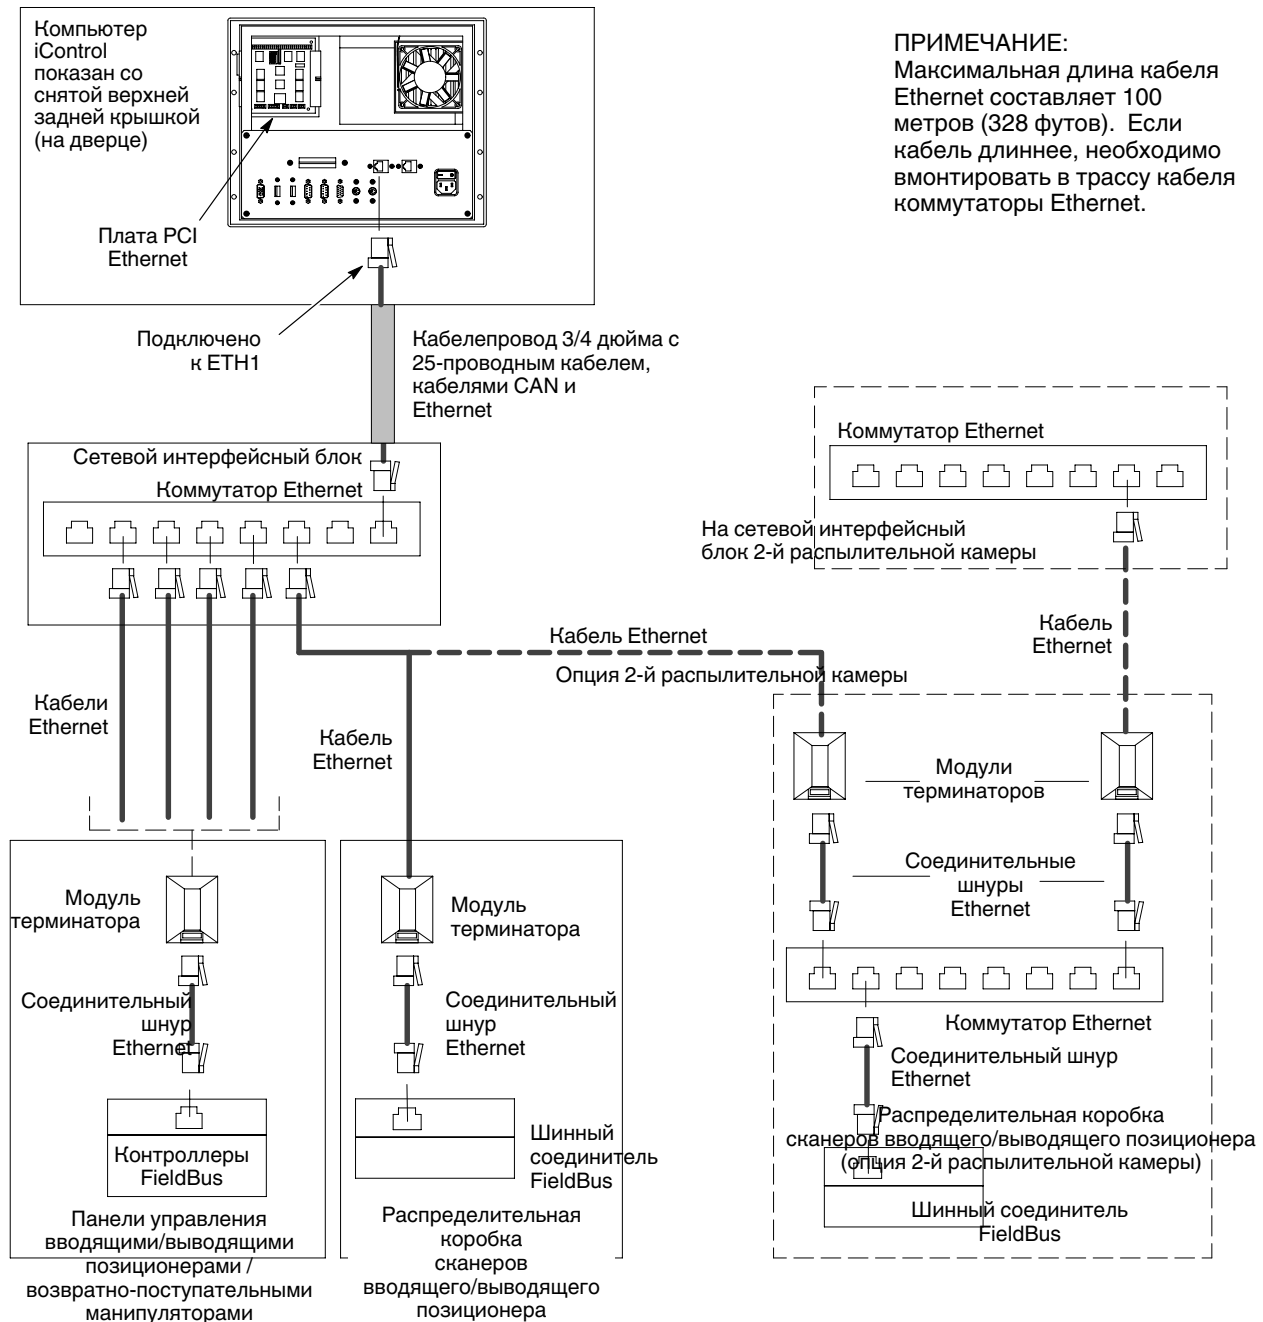 Компьютер
iControl
показан со
снятой верхней
задней крышкой
(на дверце)
ПРИМЕЧАНИЕ:
Максимальная длина кабеля
Ethernet составляет 100
метров (328 футов). Если
кабель длиннее, необходимо
вмонтировать в трассу кабеля
коммутаторы Ethernet.
Плата PCI
Ethernet
Подключено
к ETH1
Кабелепровод 3/4 дюйма с
25-проводным кабелем,
кабелями CAN и
Ethernet
Сетевой интерфейсный блок
Коммутатор Ethernet
Коммутатор Ethernet
На сетевой интерфейсный
блок 2-й распылительной камеры
Кабель
Ethernet
Кабель Ethernet
Опция 2-й распылительной камеры
Кабели
Ethernet
Кабель
Ethernet
Модули
терминаторов
Соединительные
шнуры
Ethernet
Модуль
терминатора
Модуль
терминатора
Соединительный
шнур
Ethernet
Соединительный
шнур
Ethernet
Коммутатор Ethernet
Соединительный шнур
Ethernet
Распределительная коробка
сканеров вводящего/выводящего позиционера
(опция 2-й распылительной камеры)
Шинный соединитель
FieldBus
Контроллеры
FieldBus
Шинный
соединитель
FieldBus
Панели управления
вводящими/выводящими
позиционерами /
возвратно-поступательными
манипуляторами
Распределительная
коробка
сканеров
вводящего/выводящего
позиционера